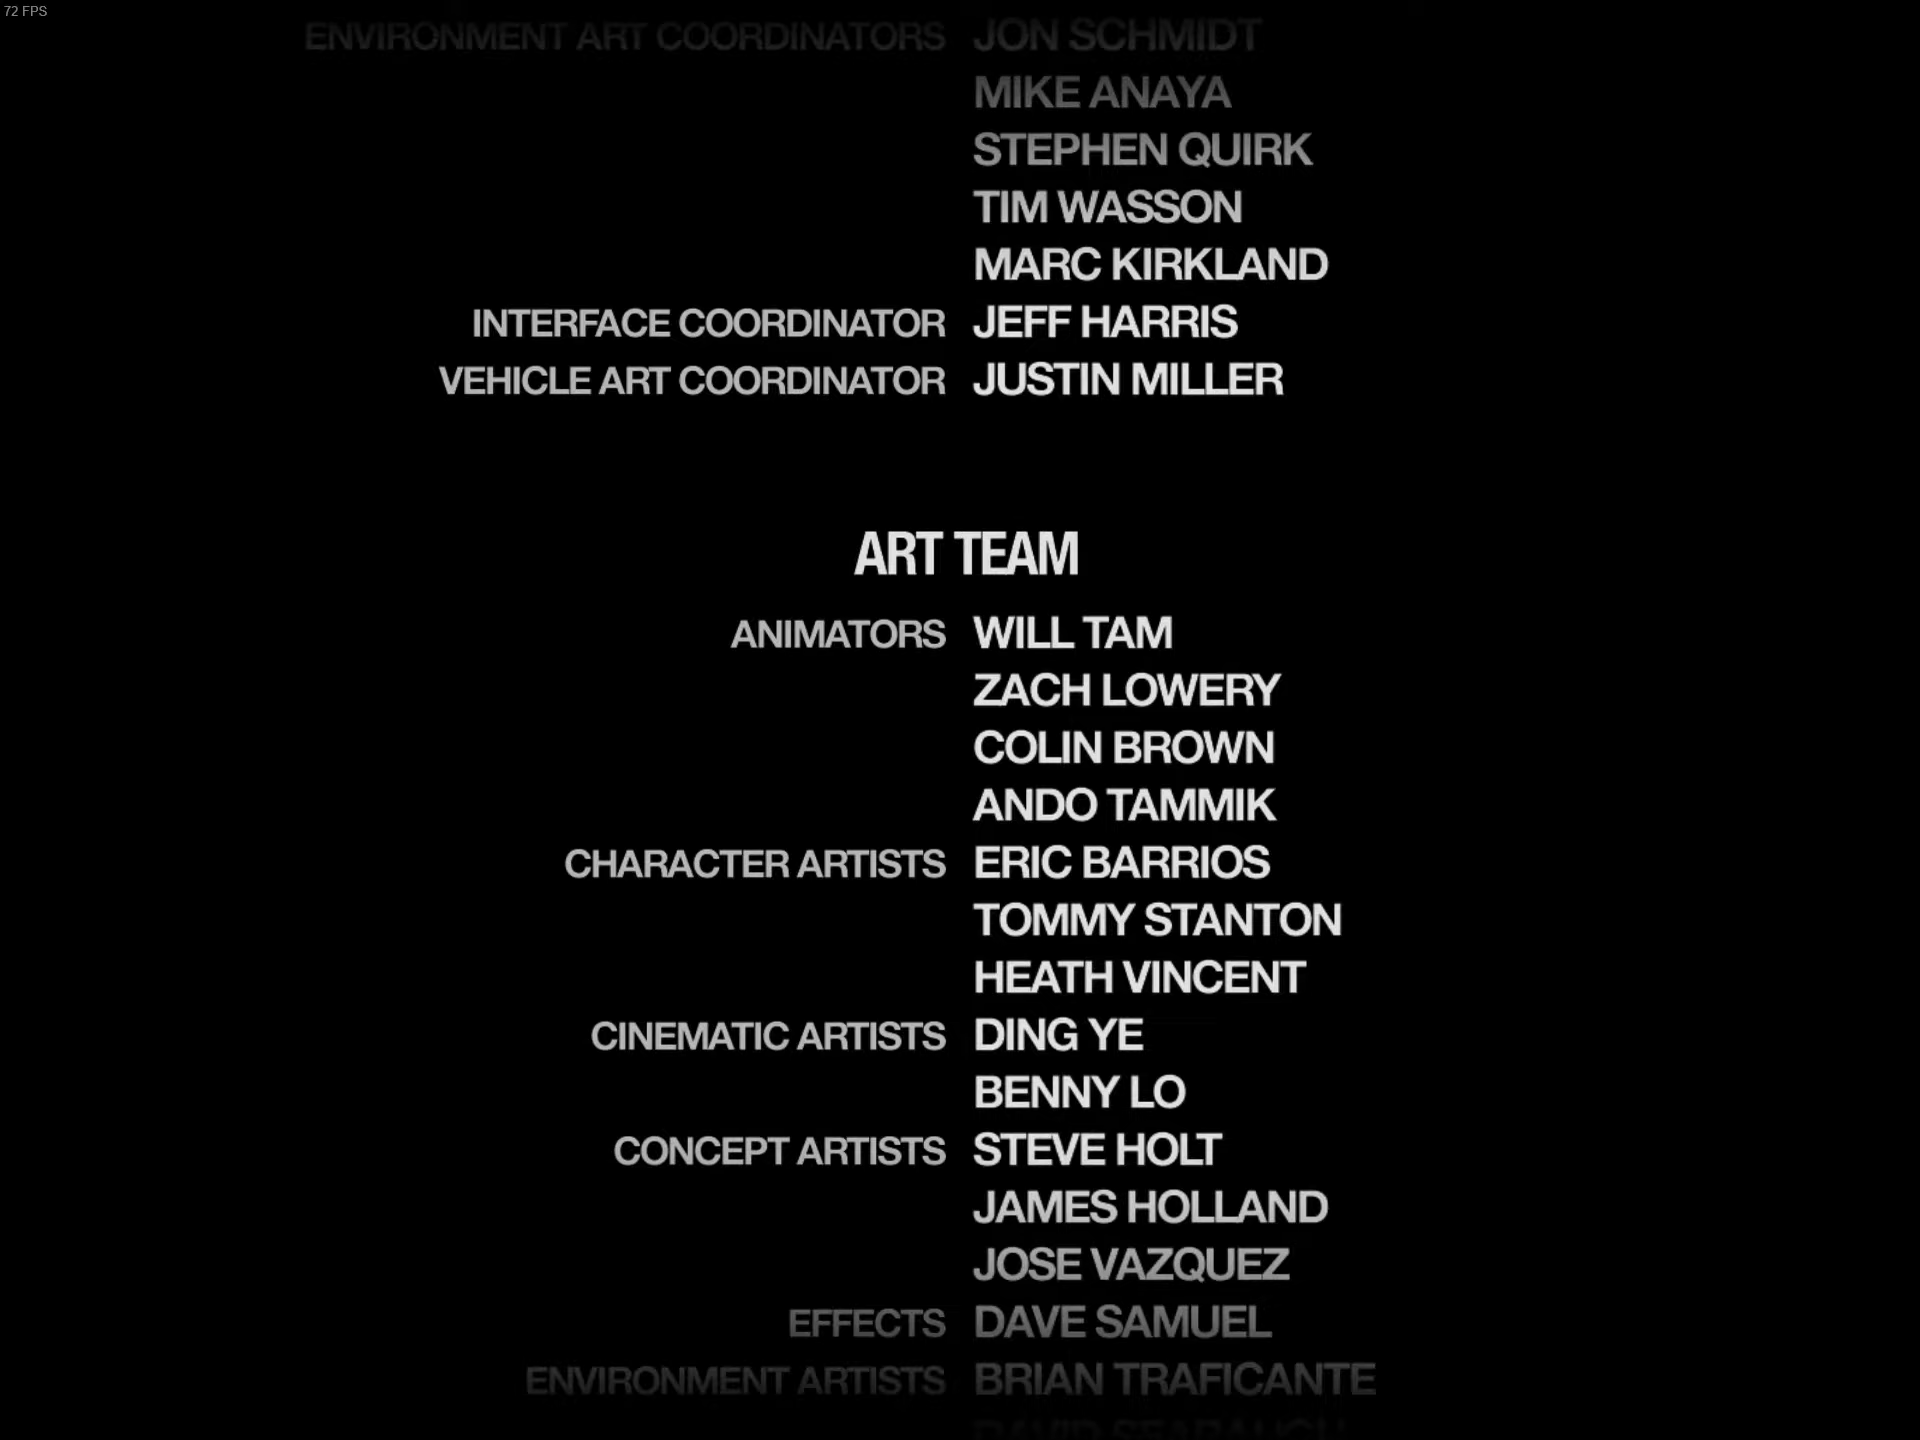 72 FPS
ENVIRONMENT ART COORDINATORS JON SCHMIDT
MIKE ANAYA
STEPHEN QUIRK
TIM WASSON
MARC KIRKLAND
INTERFACE COORDINATOR JEFF HARRIS
VEHICLE ART COORDINATOR JUSTIN MILLER
ART TEAM
ANIMATORS WILL TAM
ZACH LOWERY
COLIN BROWN
ANDO TAMMIK
CHARACTER ARTISTS ERIC BARRIOS
TOMMY STANTON
HEATH VINCENT
CINEMATIC ARTISTS DING YE
BENNY LO
CONCEPT ARTISTS STEVE HOLT
JAMES HOLLAND
JOSE VAZQUEZ
EFFECTS DAVE SAMUEL
ENVIRONMENT ARTISTS BRIAN TRAFICANTE
DAVID